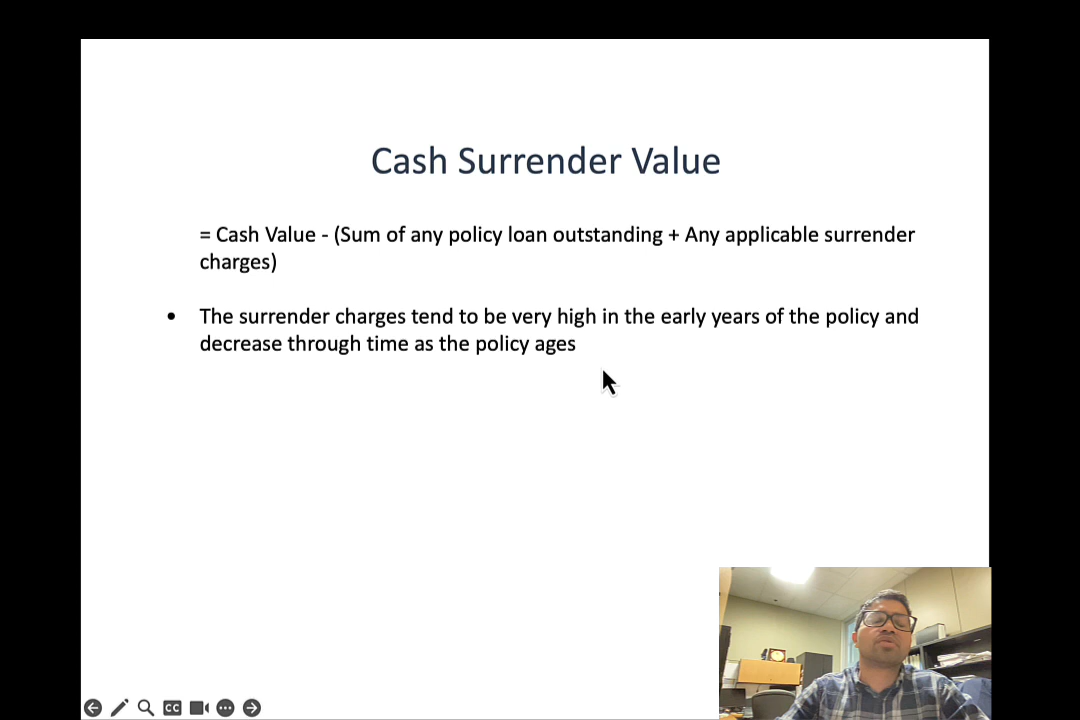 Cash Surrender Value
= Cash Value - (Sum of any policy loan outstanding + Any applicable surrender
charges)
• The surrender charges tend to be very high in the early years of the policy and
decrease through time as the policy ages
CC